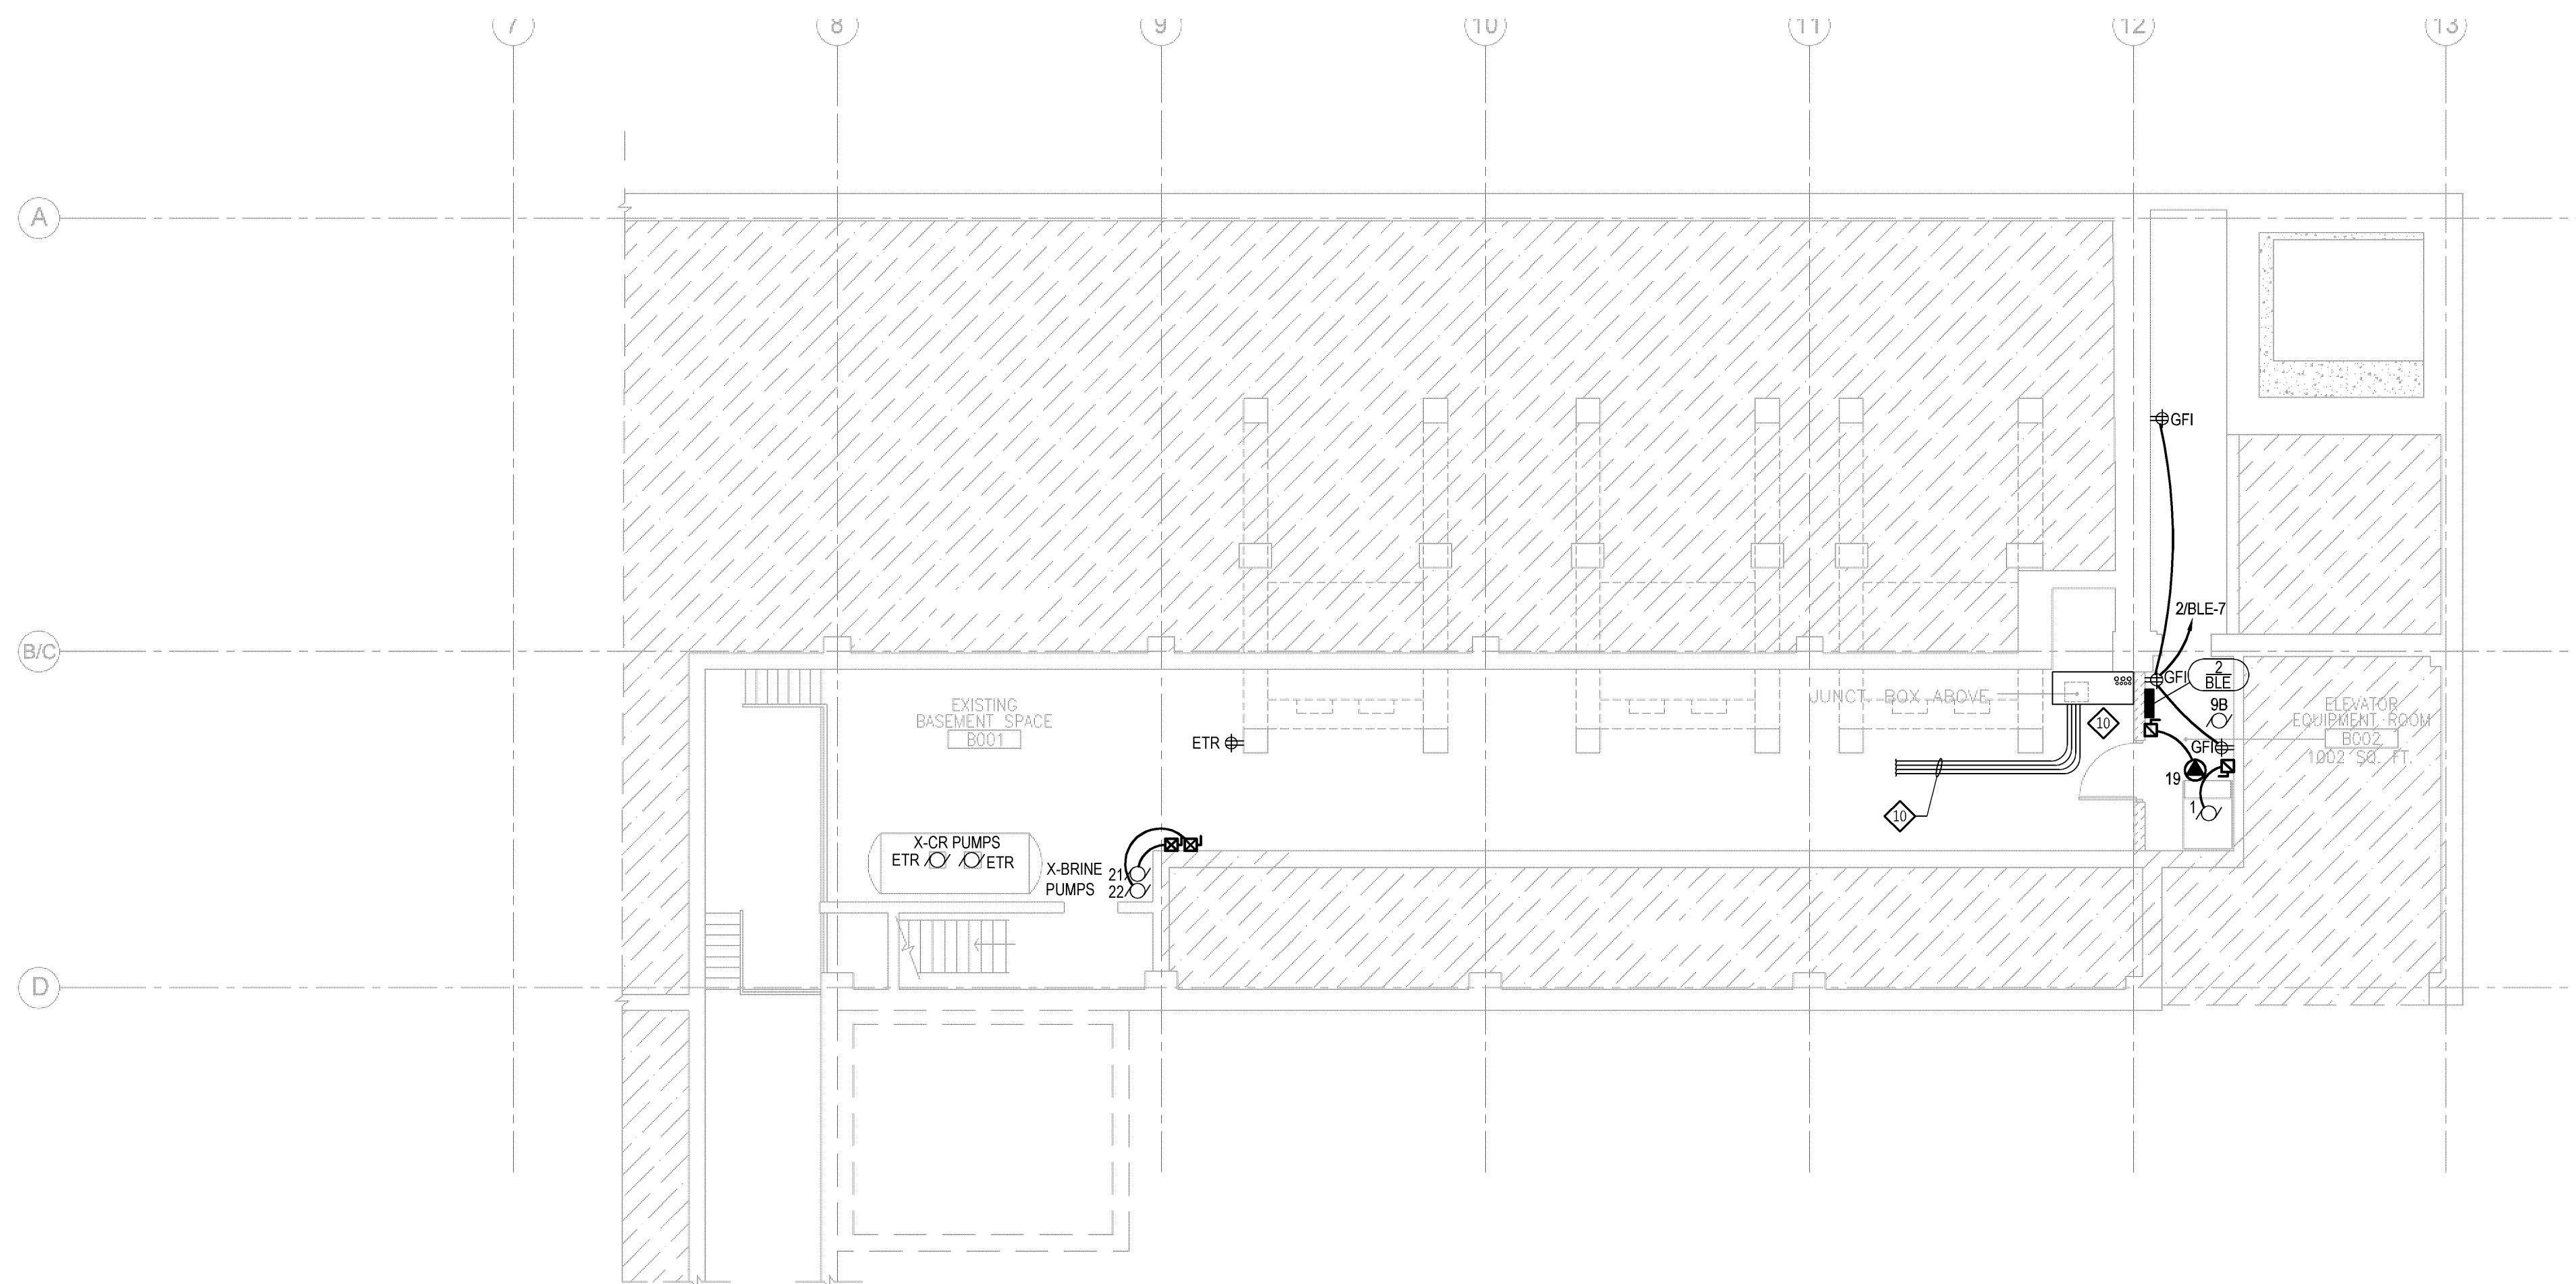 7
8
9
10
11
12
13
A
GFI
2/BLE-7
B/C
GFI
2
BLE
JUNCT. BOX ABOVE
EXISTING
BASEMENT SPACE
B001
ELEVATOR
EQUIPMENT ROOM
B002
1002 SQ. FT.
9B
10
ETR
GFI
19
1
10
X-CR PUMPS
ETR
ETR
X-BRINE
PUMPS
21
22
D